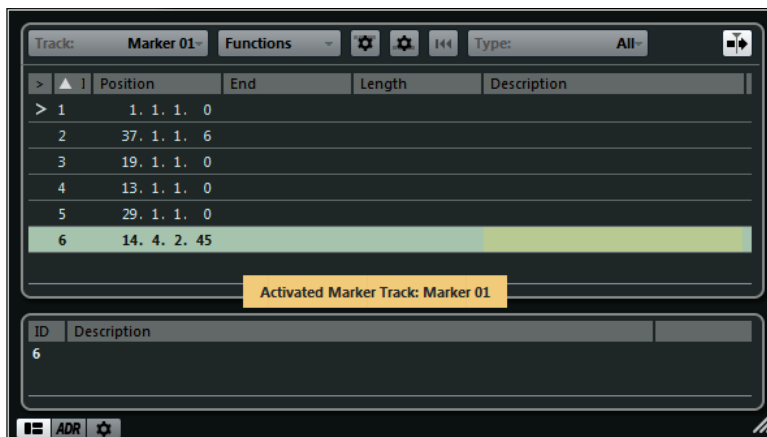 Track: Marker 01 Functions Type: All
> I Position End Length Description
> 1 1. 1. 1. 0
2 37. 1. 1. 6
3 19. 1. 1. 0
4 13. 1. 1. 0
5 29. 1. 1. 0
6 14. 4. 2. 45
Activated Marker Track: Marker 01
ID Description
6
ADR